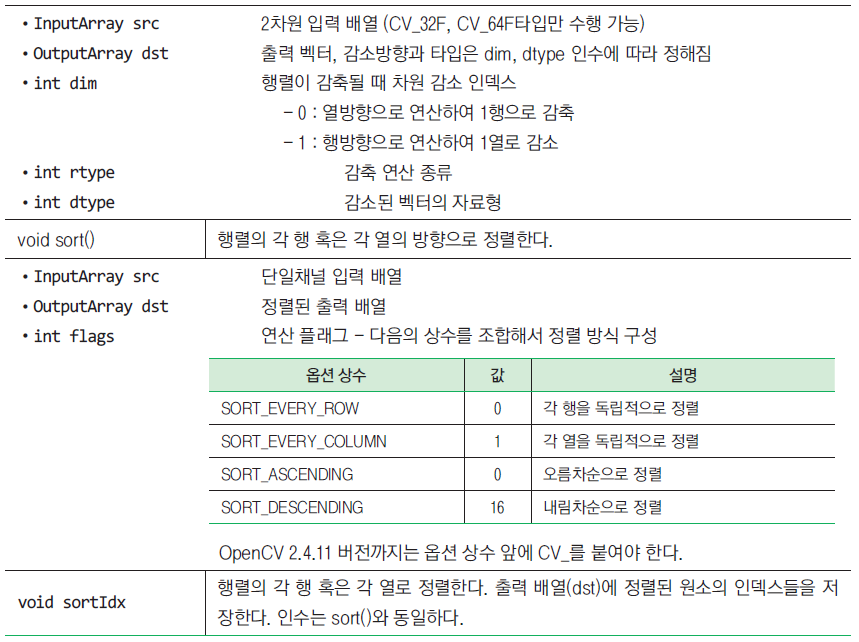 • InputArray src 2차원 입력 배열 (CV_32F, CV_64F타입만 수행 가능)
• OutputArray dst 출력 벡터, 감소방향과 타입은 dim, dtype 인수에 따라 정해짐
• int dim 행렬이 감축될 때 차원 감소 인덱스
– 0 : 열방향으로 연산하여 1행으로 감축
– 1 : 행방향으로 연산하여 1열로 감소
• int rtype 감축 연산 종류
• int dtype 감소된 벡터의 자료형
void sort() 행렬의 각 행 혹은 각 열의 방향으로 정렬한다.
• InputArray src 단일채널 입력 배열
• OutputArray dst 정렬된 출력 배열
• int flags 연산 플래그 – 다음의 상수를 조합해서 정렬 방식 구성
옵션 상수 값 설명
SORT_EVERY_ROW 0 각 행을 독립적으로 정렬
SORT_EVERY_COLUMN 1 각 열을 독립적으로 정렬
SORT_ASCENDING 0 오름차순으로 정렬
SORT_DESCENDING 16 내림차순으로 정렬
OpenCV 2.4.11 버전까지는 옵션 상수 앞에 CV_를 붙여야 한다.
void sortIdx 행렬의 각 행 혹은 각 열로 정렬한다. 출력 배열(dst)에 정렬된 원소의 인덱스들을 저
장한다. 인수는 sort()와 동일하다.